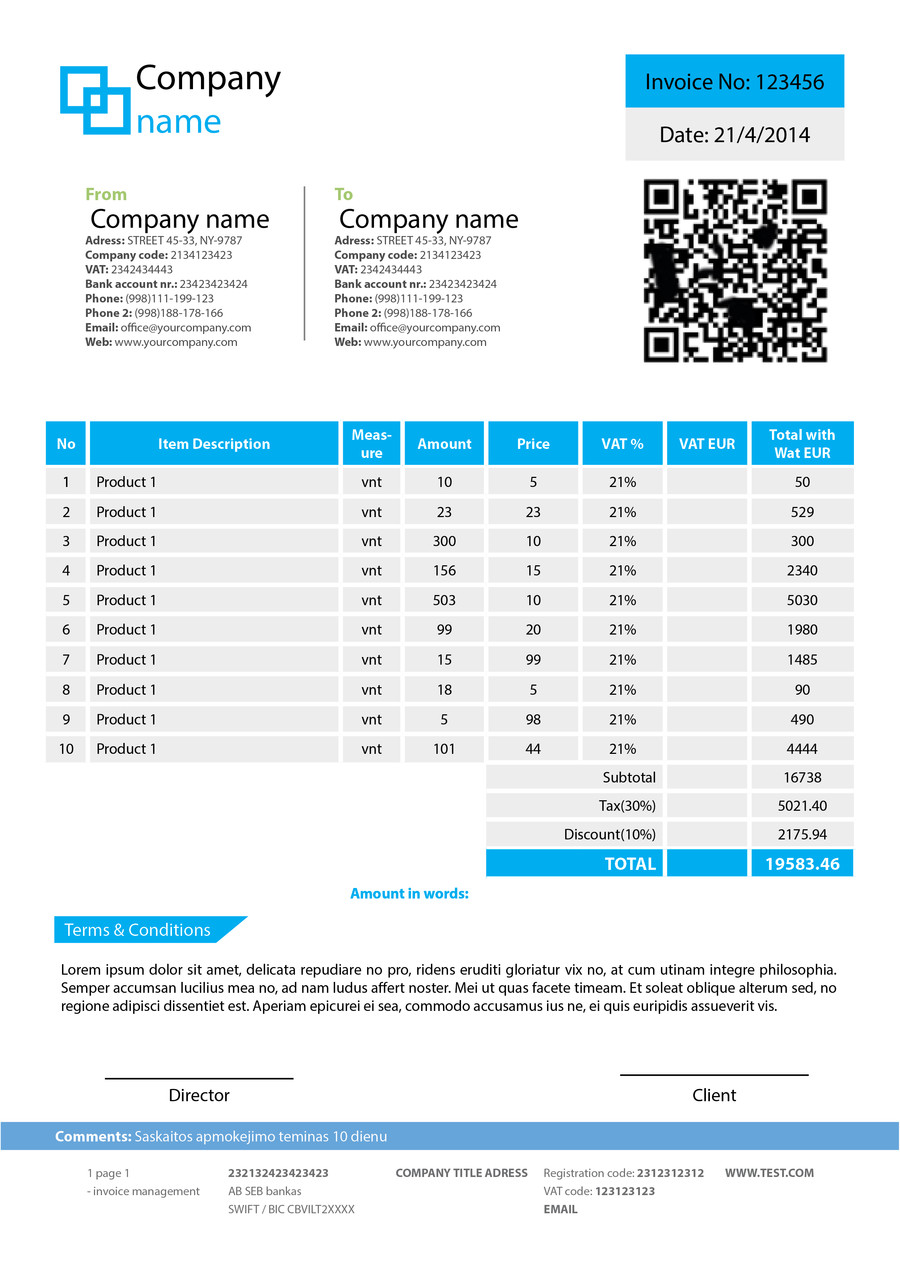 Company
name
Invoice No: 123456
Date: 21/4/2014
From
Company name
Adress: STREET 45-33, NY-9787
Company code: 2134123423
VAT: 2342434443
Bank account nr.: 23423423424
Phone: (998)111-199-123
Phone 2: (998)188-178-166
Email: office@yourcompany.com
Web: www.yourcompany.com
To
Company name
Adress: STREET 45-33, NY-9787
Company code: 2134123423
VAT: 2342434443
Bank account nr.: 23423423424
Phone: (998)111-199-123
Phone 2: (998)188-178-166
Email: office@yourcompany.com
Web: www.yourcompany.com
No Item Description Meas-ure Amount Price VAT % VAT EUR Total with Wat EUR
1 Product 1 vnt 10 5 21% 50
2 Product 1 vnt 23 23 21% 529
3 Product 1 vnt 300 10 21% 300
4 Product 1 vnt 156 15 21% 2340
5 Product 1 vnt 503 10 21% 5030
6 Product 1 vnt 99 20 21% 1980
7 Product 1 vnt 15 99 21% 1485
8 Product 1 vnt 18 5 21% 90
9 Product 1 vnt 5 98 21% 490
10 Product 1 vnt 101 44 21% 4444
Subtotal 16738
Tax(30%) 5021.40
Discount(10%) 2175.94
TOTAL 19583.46
Amount in words:
Terms & Conditions
Lorem ipsum dolor sit amet, delicata repudiare no pro, ridens eruditi gloriatur vix no, at cum utinam integre philosophia.
Semper accumsan lucilius mea no, ad nam ludus affert noster. Mei ut quas facete timeam. Et soleat oblique alterum sed, no
regione adipisci dissentiet est. Aperiam epicurei ei sea, commodo accusamus ius ne, ei quis euripidis assueverit vis.
Director
Client
Comments: Saskaitos apmokejimo teminas 10 dienu
1 page 1
- invoice management
232132423423423
AB SEB bankas
SWIFT / BIC CBVILT2XXXX
COMPANY TITLE ADRESS
Registration code: 2312312312
VAT code: 123123123
EMAIL
WWW.TEST.COM